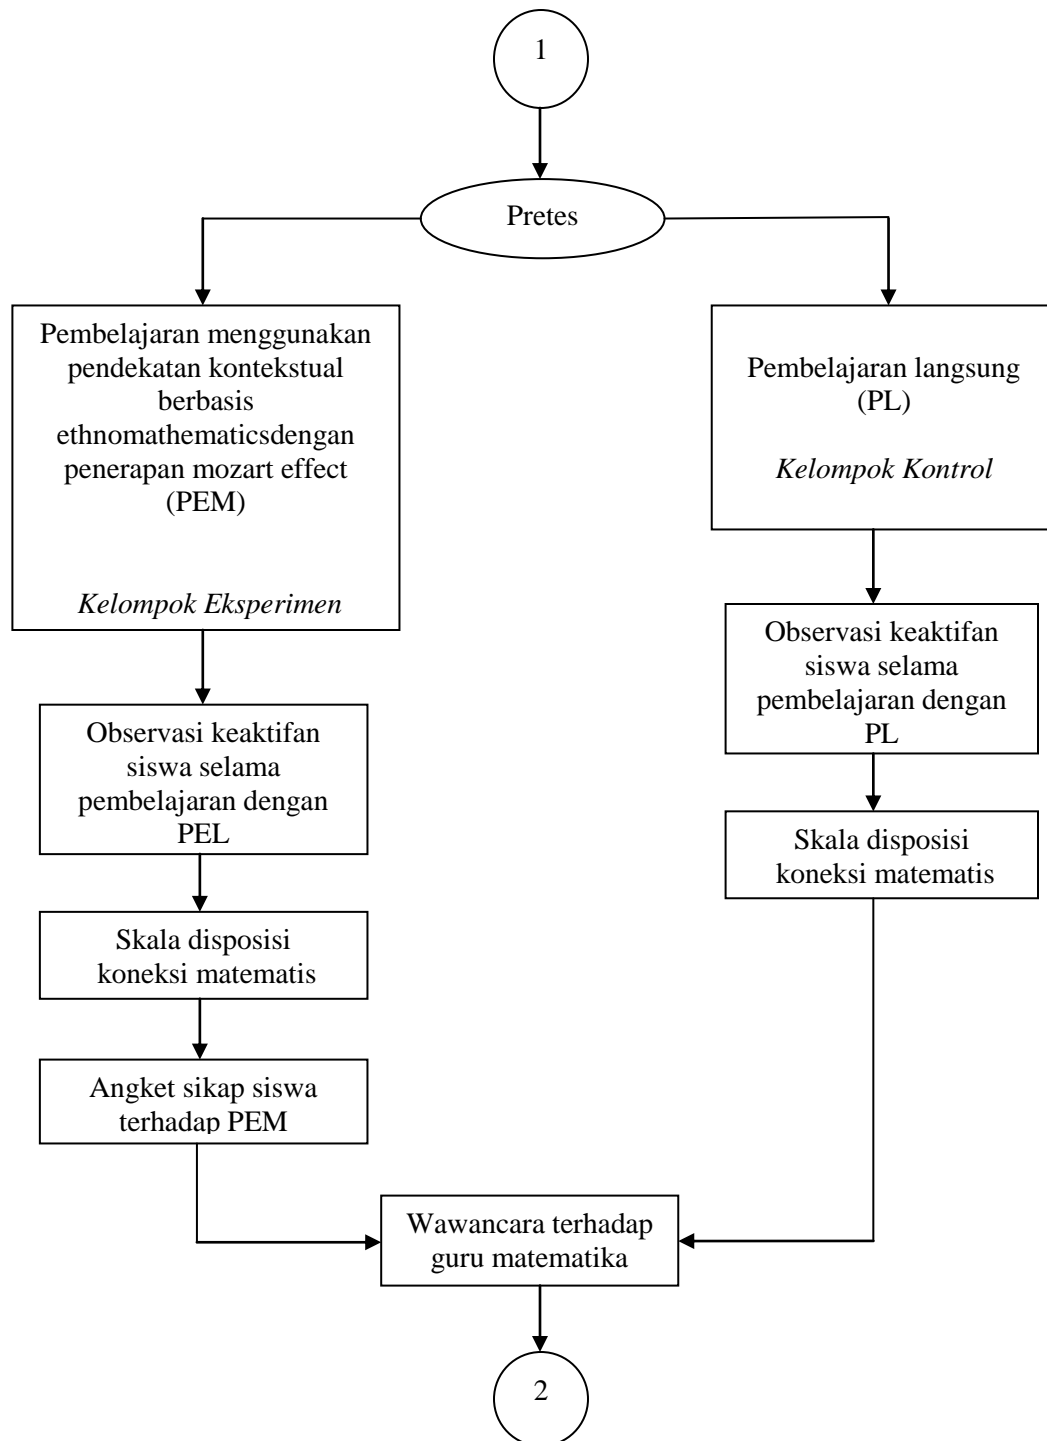 1
Pretes
Pembelajaran menggunakan
pendekatan kontekstual
berbasis
ethnomathematicsdengan
penerapan mozart effect
(PEM)
Kelompok Eksperimen
Observasi keaktifan
siswa selama
pembelajaran dengan
PEL
Skala disposisi
koneksi matematis
Angket sikap siswa
terhadap PEM
Pembelajaran langsung
(PL)
Kelompok Kontrol
Observasi keaktifan
siswa selama
pembelajaran dengan
PL
Skala disposisi
koneksi matematis
Wawancara terhadap
guru matematika
2